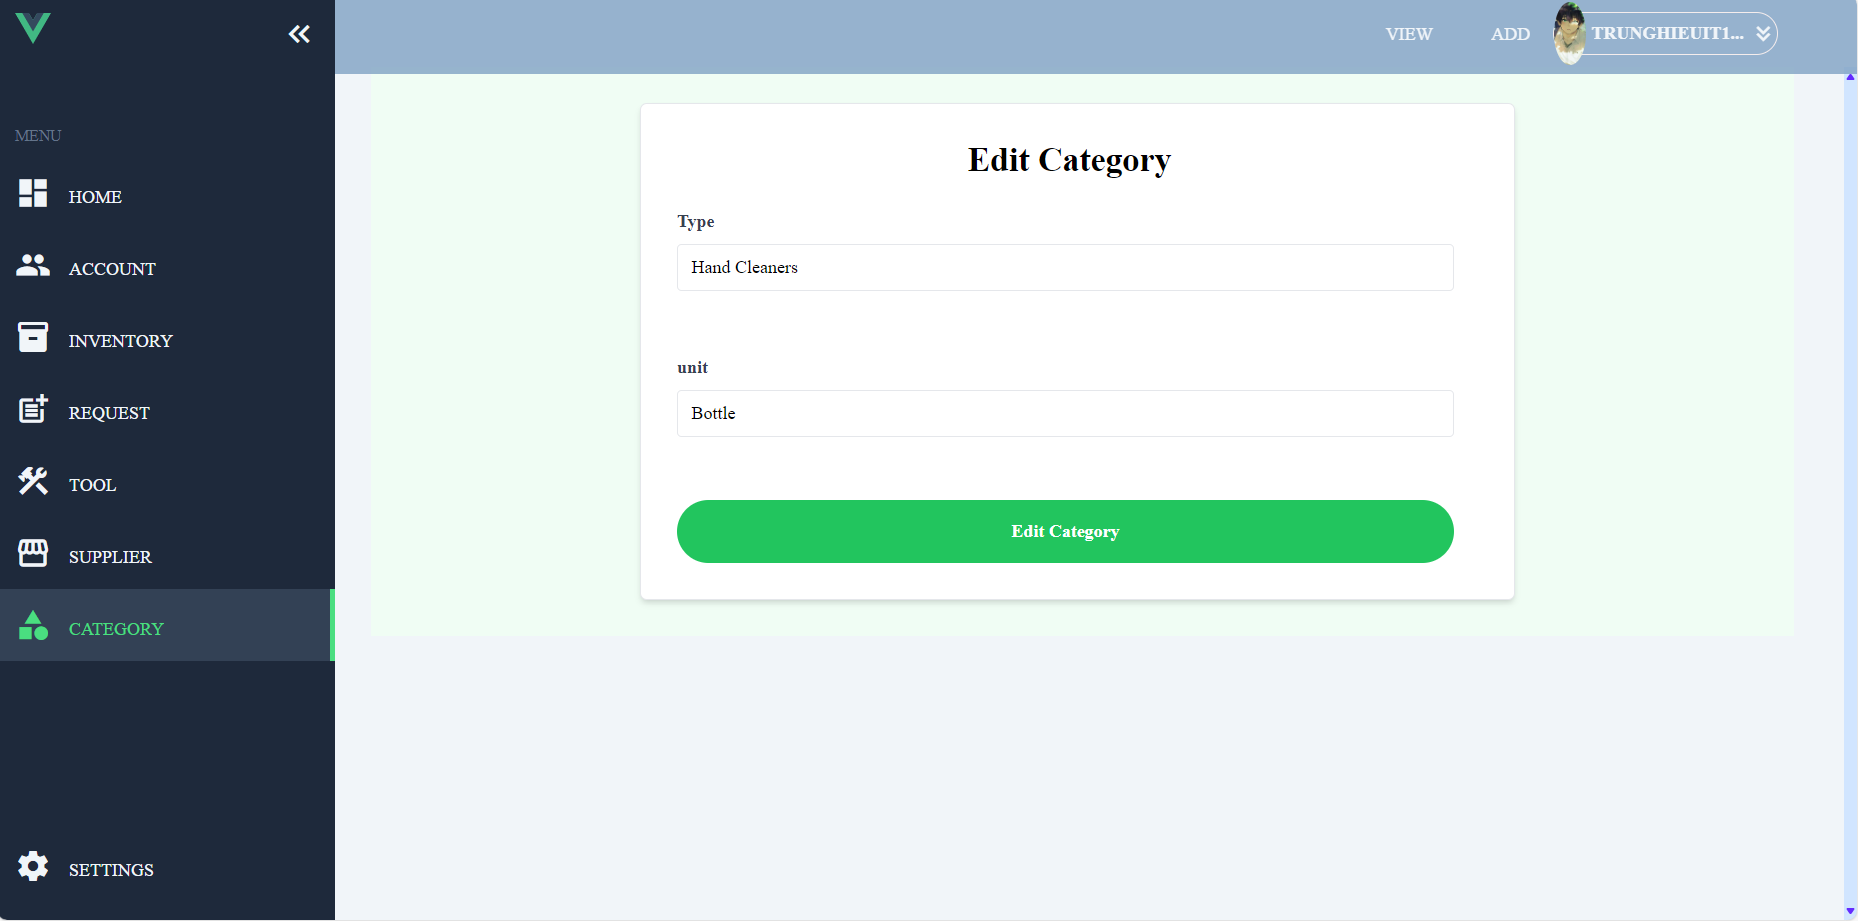 VIEW
ADD
TRUNGHIEUIT1...
MENU
HOME
ACCOUNT
INVENTORY
REQUEST
TOOL
SUPPLIER
CATEGORY
SETTINGS
Edit Category
Type
Hand Cleaners
unit
Bottle
Edit Category